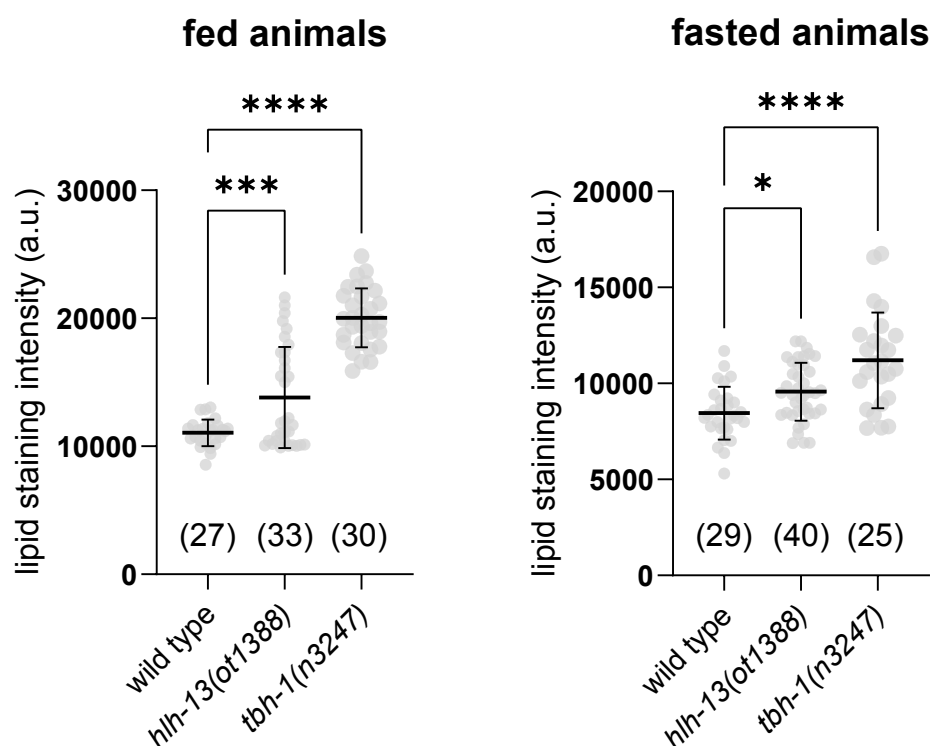 fed animals
****
***
lipid staining intensity (a.u.)
30000
20000
10000
0
(27) (33) (30)
wild type
hlh-13(ot1388)
tbh-1(n3247)
fasted animals
****
*
lipid staining intensity (a.u.)
20000
15000
10000
5000
0
(29) (40) (25)
wild type
hlh-13(ot1388)
tbh-1(n3247)